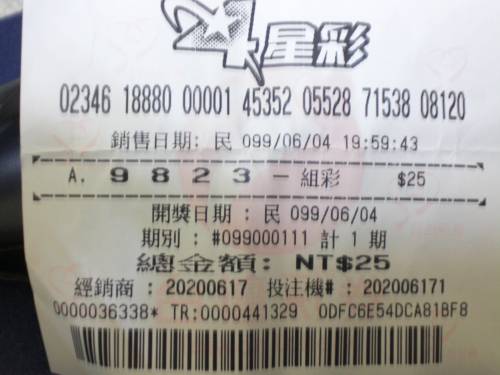 4星彩
02346 18880 00001 45352 05528 71538 08120
銷售日期: 民 099/06/04 19:59:43
A. 9 8 2 3 - 組彩 $25
開獎日期 : 民 099/06/04
期別 : #099000111 計 1 期
總金額: NT$25
經銷商 : 20200617 投注機# : 202006171
0000036338* TR:0000441329 0DFC6E54DCA81BF8